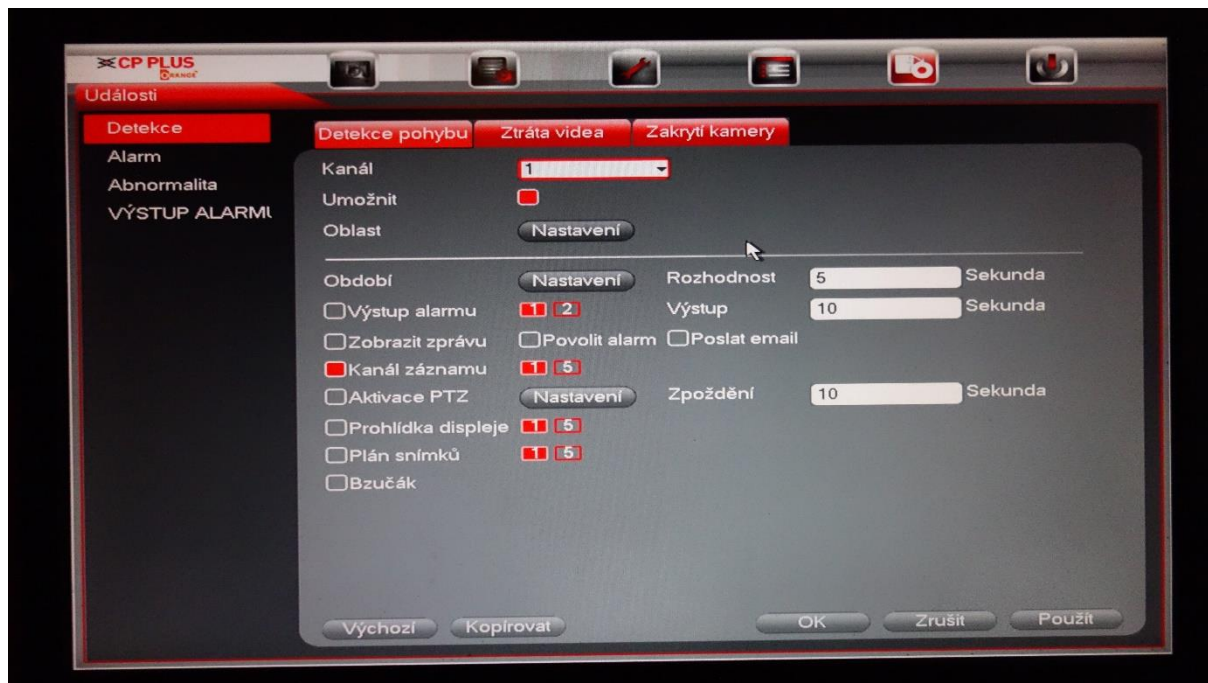 CP PLUS
ORANGE
Události
Detekce
Alarm
Abnormalita
VÝSTUP ALARMU
Detekce pohybu Ztráta videa Zakrytí kamery
Kanál 1
Umožnit
Oblast Nastavení
Období Nastavení Rozhodnost 5 Sekunda
Výstup alarmu 1 2 Výstup 10 Sekunda
Zobrazit zprávu Povolit alarm Poslat email
Kanál záznamu 1 5
Aktivace PTZ Nastavení Zpoždění 10 Sekunda
Prohlídka displeje 1 5
Plán snímků 1 5
Bzučák
Výchozí Kopírovat OK Zrušit Použít